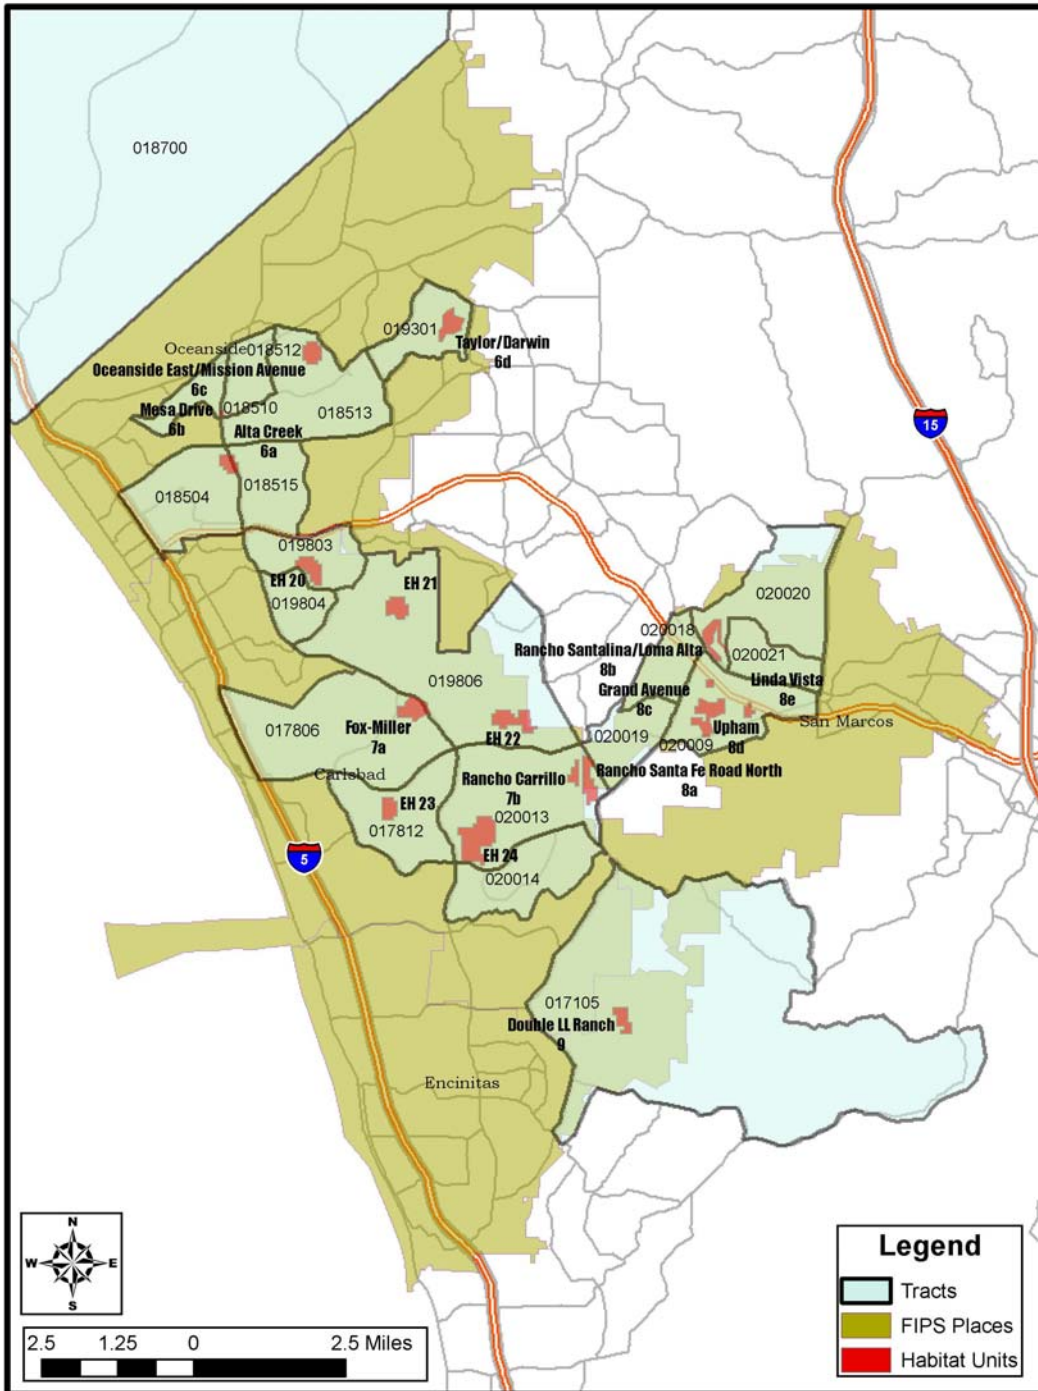 018700
019301
Taylor/Darwin
6d
Oceanside
018512
Oceanside East/Mission Avenue
6c
018510
018513
Mesa Drive
6b
Alta Creek
6a
018504
018515
15
019803
EH 20
019804
EH 21
020020
020018
020021
Rancho Santalina/Loma Alta
8b
Grand Avenue
8c
Linda Vista
8e
019806
017806
Fox-Miller
7a
EH 22
020019
020009
Upham
8d
San Marcos
Carlsbad
Rancho Carrillo
7b
Rancho Santa Fe Road North
8a
EH 23
017812
020013
EH 24
020014
5
017105
Double LL Ranch
9
Encinitas
N
W
E
S
2.5 1.25 0 2.5 Miles
Legend
Tracts
FIPS Places
Habitat Units